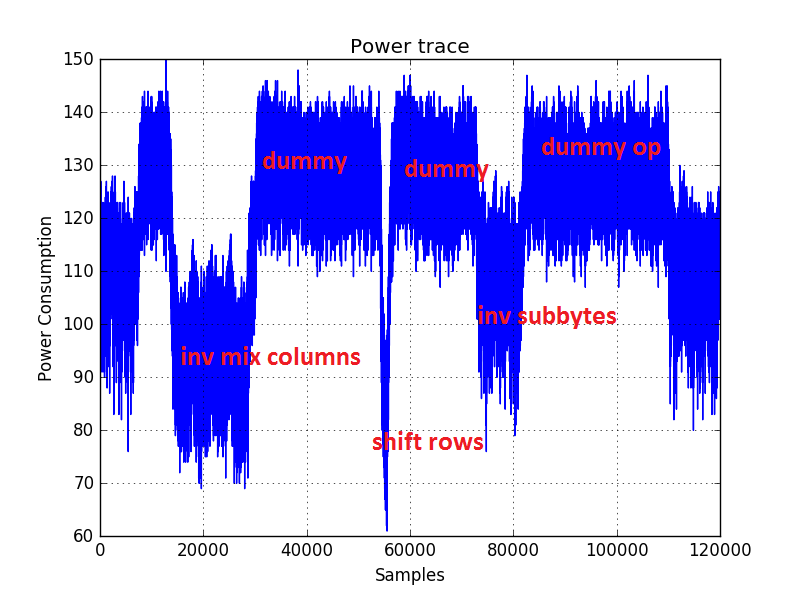 Power trace
150
140
130
120
110
100
90
80
70
60
Power Consumption
dummy
dummy
dummy op
inv subbytes
inv mix columns
shift rows
0 20000 40000 60000 80000 100000 120000
Samples